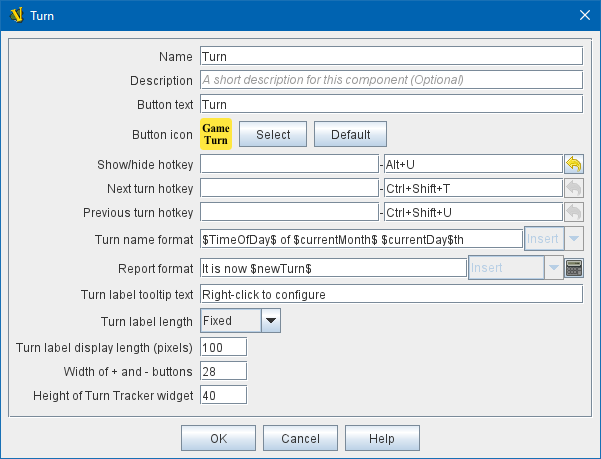 Turn
Name Turn
Description A short description for this component (Optional)
Button text Turn
Button icon Game Turn Select Default
Show/hide hotkey - Alt+U
Next turn hotkey - Ctrl+Shift+T
Previous turn hotkey - Ctrl+Shift+U
Turn name format $TimeOfDay$ of $currentMonth$ $currentDay$th Insert
Report format It is now $newTurn$ Insert
Turn label tooltip text Right-click to configure
Turn label length Fixed
Turn label display length (pixels) 100
Width of + and - buttons 28
Height of Turn Tracker widget 40
OK Cancel Help